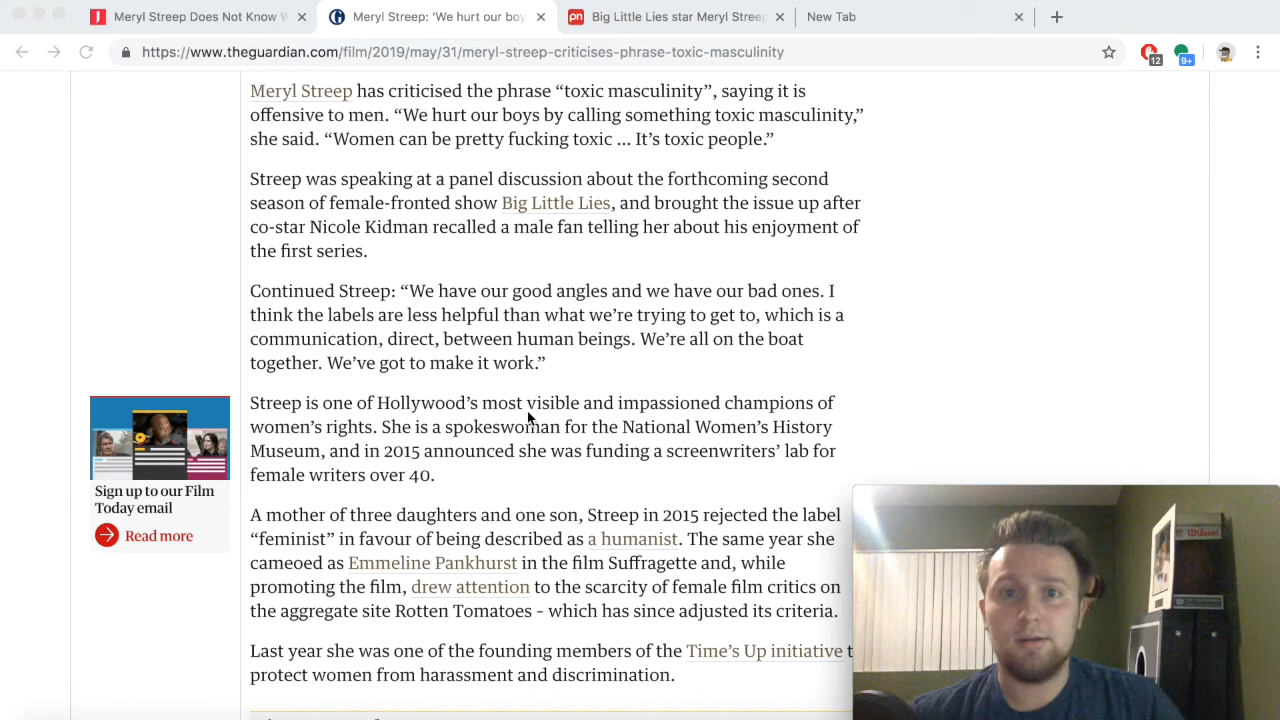 Meryl Streep Does Not Know W
Meryl Streep: 'We hurt our boy
Big Little Lies star Meryl Streep
New Tab
https://www.theguardian.com/film/2019/may/31/meryl-streep-criticises-phrase-toxic-masculinity
12
9+
Meryl Streep has criticised the phrase “toxic masculinity”, saying it is
offensive to men. “We hurt our boys by calling something toxic masculinity,”
she said. “Women can be pretty fucking toxic ... It’s toxic people.”
Streep was speaking at a panel discussion about the forthcoming second
season of female-fronted show Big Little Lies, and brought the issue up after
co-star Nicole Kidman recalled a male fan telling her about his enjoyment of
the first series.
Continued Streep: “We have our good angles and we have our bad ones. I
think the labels are less helpful than what we’re trying to get to, which is a
communication, direct, between human beings. We’re all on the boat
together. We’ve got to make it work.”
Streep is one of Hollywood’s most visible and impassioned champions of
women’s rights. She is a spokeswoman for the National Women’s History
Museum, and in 2015 announced she was funding a screenwriters’ lab for
female writers over 40.
Sign up to our Film
Today email
Read more
A mother of three daughters and one son, Streep in 2015 rejected the label
“feminist” in favour of being described as a humanist. The same year she
cameoed as Emmeline Pankhurst in the film Suffragette and, while
promoting the film, drew attention to the scarcity of female film critics on
the aggregate site Rotten Tomatoes – which has since adjusted its criteria.
Last year she was one of the founding members of the Time’s Up initiative t
protect women from harassment and discrimination.
Wilson